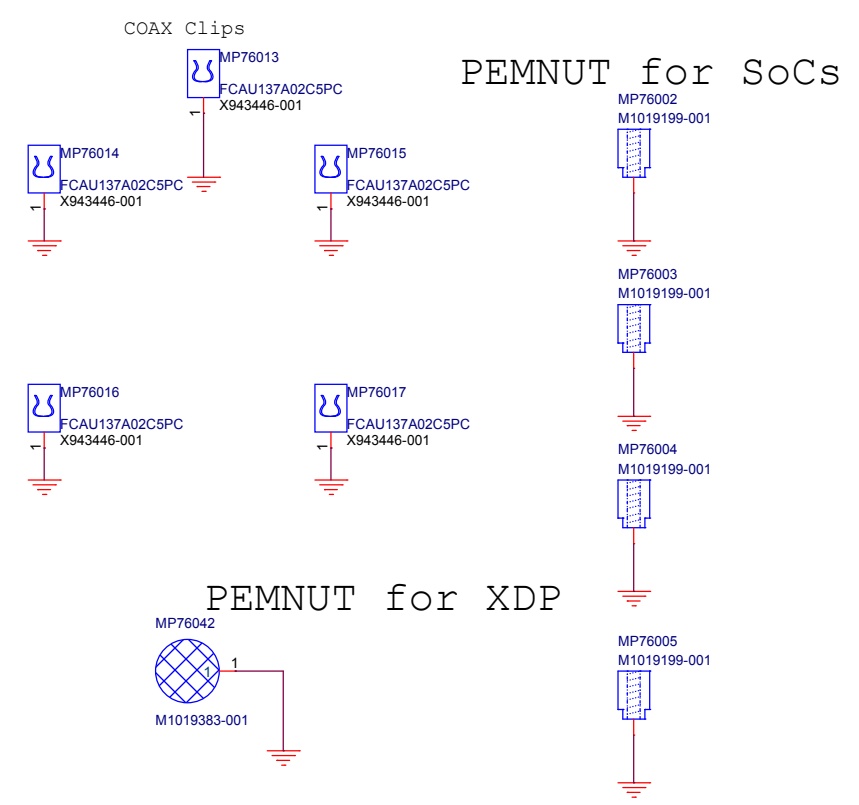 COAX Clips
MP76013
FCAU137A02C5PC
X943446-001
1
MP76014
FCAU137A02C5PC
X943446-001
1
MP76015
FCAU137A02C5PC
X943446-001
1
MP76016
FCAU137A02C5PC
X943446-001
1
MP76017
FCAU137A02C5PC
X943446-001
1
PEMNUT for SoCs
MP76002
M1019199-001
MP76003
M1019199-001
MP76004
M1019199-001
MP76005
M1019199-001
PEMNUT for XDP
MP76042
1
1
M1019383-001